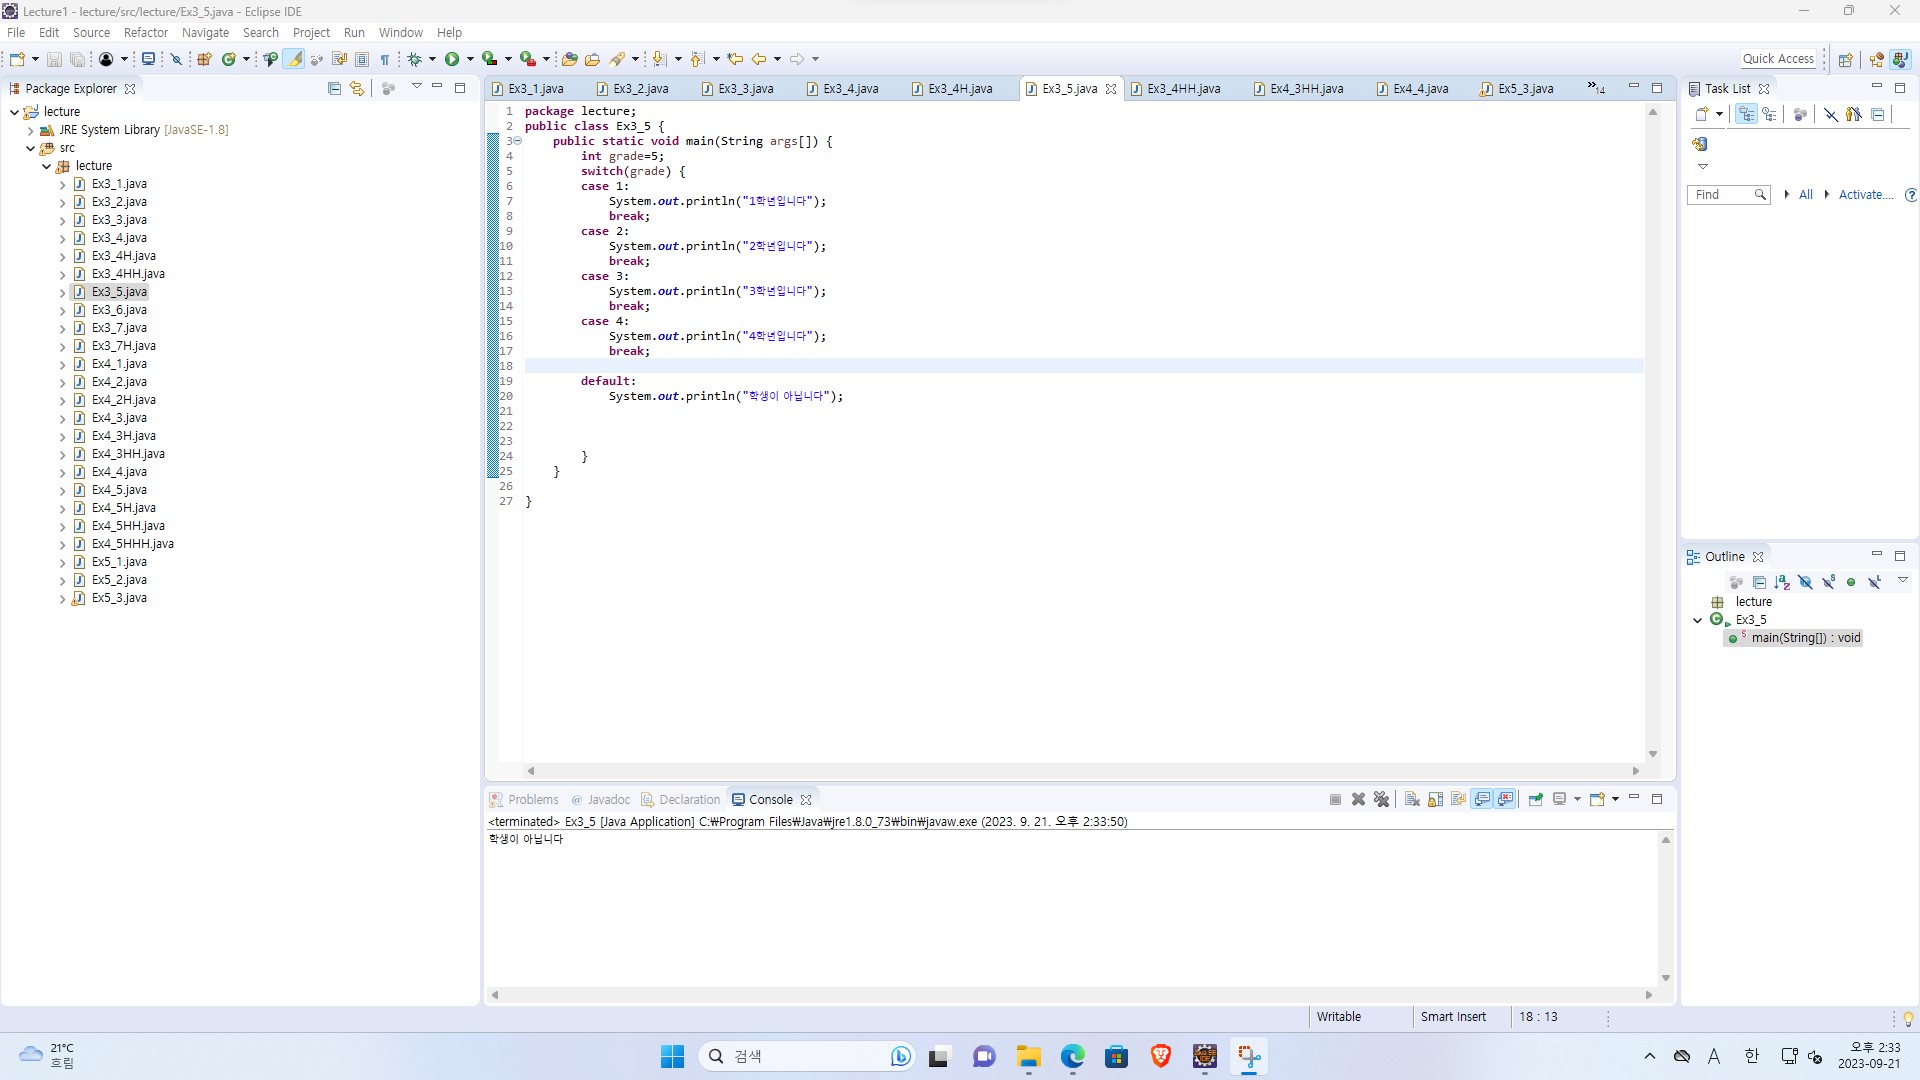 Lecture1 - lecture/src/lecture/Ex3_5.java - Eclipse IDE
File Edit Source Refactor Navigate Search Project Run Window Help
Quick Access
Package Explorer
lecture
JRE System Library [JavaSE-1.8]
src
lecture
Ex3_1.java
Ex3_2.java
Ex3_3.java
Ex3_4.java
Ex3_4H.java
Ex3_4HH.java
Ex3_5.java
Ex3_6.java
Ex3_7.java
Ex3_7H.java
Ex4_1.java
Ex4_2.java
Ex4_2H.java
Ex4_3.java
Ex4_3H.java
Ex4_3HH.java
Ex4_4.java
Ex4_5.java
Ex4_5H.java
Ex4_5HH.java
Ex4_5HHH.java
Ex5_1.java
Ex5_2.java
Ex5_3.java
Ex3_1.java Ex3_2.java Ex3_3.java Ex3_4.java Ex3_4H.java Ex3_5.java Ex3_4HH.java Ex4_3HH.java Ex4_4.java Ex5_3.java »14
1 package lecture;
2 public class Ex3_5 {
3 public static void main(String args[]) {
4 int grade=5;
5 switch(grade) {
6 case 1:
7 System.out.println("1학년입니다");
8 break;
9 case 2:
10 System.out.println("2학년입니다");
11 break;
12 case 3:
13 System.out.println("3학년입니다");
14 break;
15 case 4:
16 System.out.println("4학년입니다");
17 break;
18
19 default:
20 System.out.println("학생이 아닙니다");
21
22
23
24 }
25 }
26
27 }
Problems @ Javadoc Declaration Console
<terminated> Ex3_5 [Java Application] C:₩Program Files₩Java₩jre1.8.0_73₩bin₩javaw.exe (2023. 9. 21. 오후 2:33:50)
학생이 아닙니다
Task List
Find All Activate...
Outline
lecture
Ex3_5
main(String[]) : void
Writable Smart Insert 18 : 13
21°C
흐림
검색
A 한
오후 2:33
2023-09-21